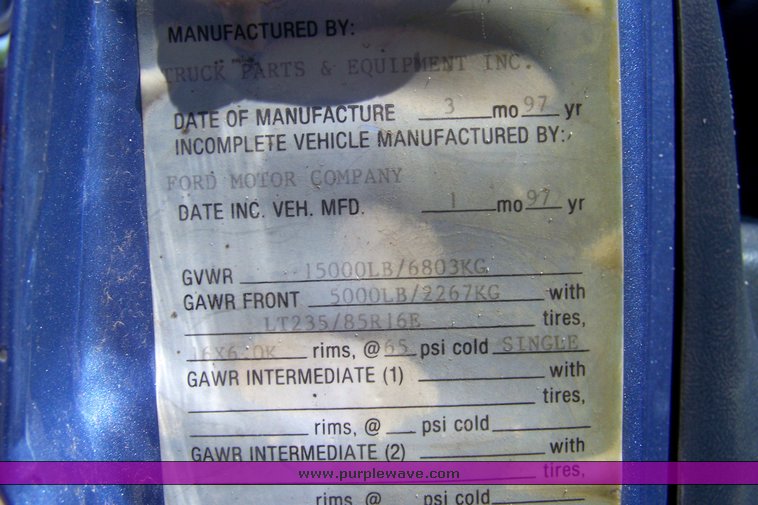 MANUFACTURED BY:
TRUCK PARTS & EQUIPMENT INC.
DATE OF MANUFACTURE 3 mo 97 yr
INCOMPLETE VEHICLE MANUFACTURED BY:
FORD MOTOR COMPANY
DATE INC. VEH. MFD. 1 mo 97 yr
GVWR 15000LB/6803KG
GAWR FRONT 5000LB/2267KG with
LT235/85R16E tires,
16X6.0K rims, @ 65 psi cold SINGLE
GAWR INTERMEDIATE (1) with
tires,
rims, @ psi cold
GAWR INTERMEDIATE (2) with
www.purplewave.com tires,
rims @ psi cold